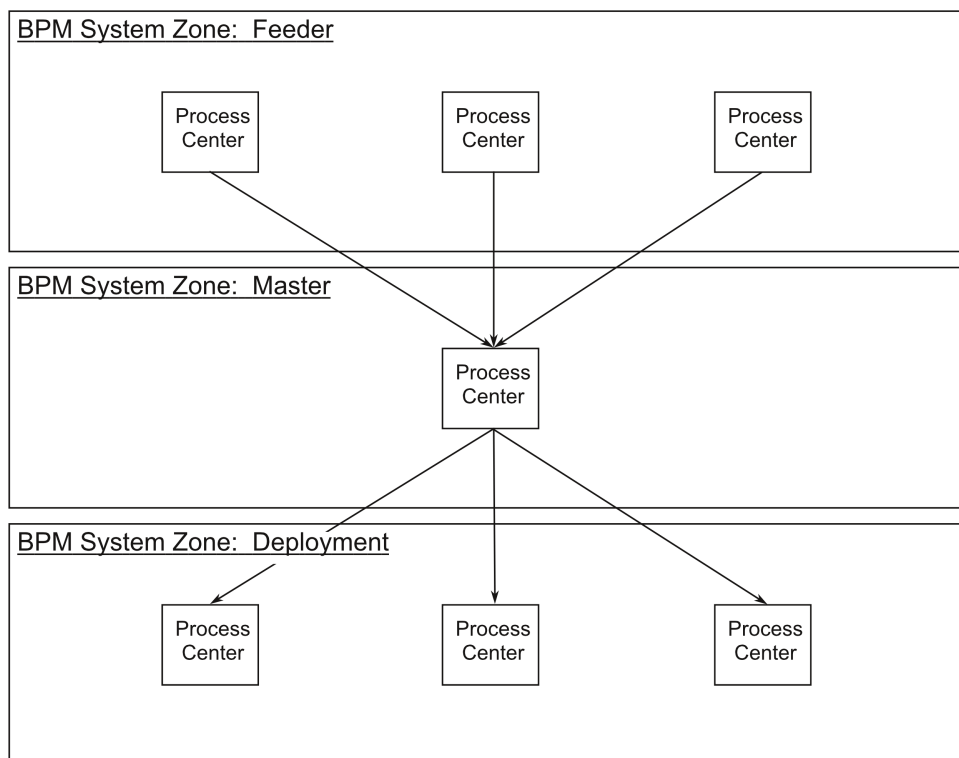 BPM System Zone:  Feeder
Process
Center
Process
Center
Process
Center
BPM System Zone:  Master
Process
Center
BPM System Zone:  Deployment
Process
Center
Process
Center
Process
Center